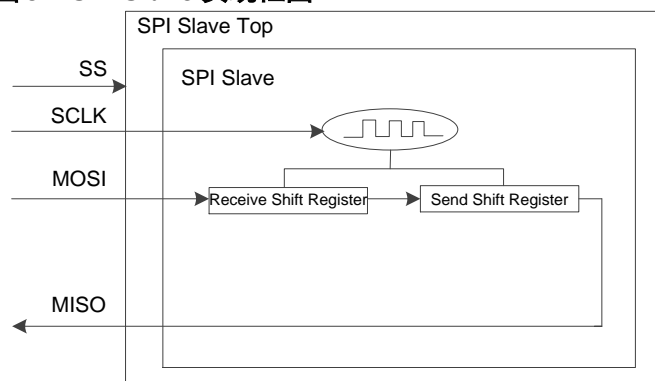 SPI Slave Top
SS
SPI Slave
SCLK
MOSI
Receive Shift Register
Send Shift Register
MISO